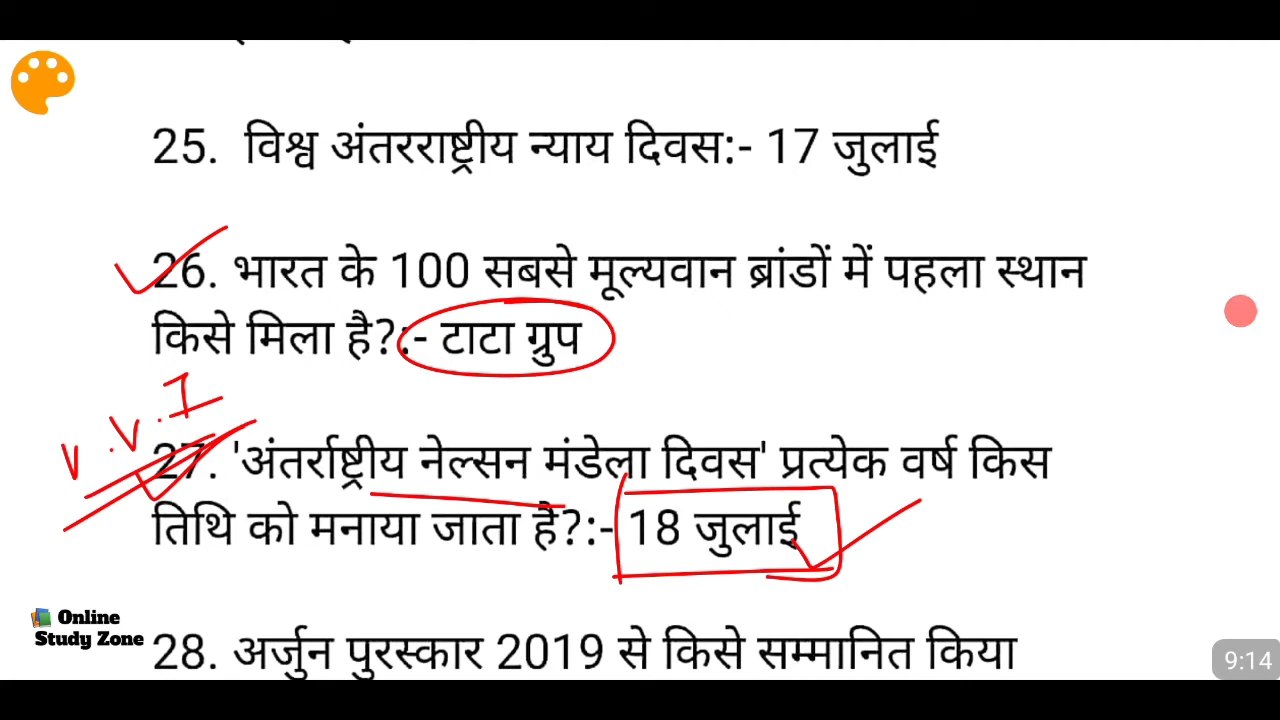 25. विश्व अंतरराष्ट्रीय न्याय दिवस:- 17 जुलाई
26. भारत के 100 सबसे मूल्यवान ब्रांडों में पहला स्थान
किसे मिला है?:- टाटा ग्रुप
v.v.I
27. 'अंतर्राष्ट्रीय नेल्सन मंडेला दिवस' प्रत्येक वर्ष किस
तिथि को मनाया जाता है?:- 18 जुलाई
Online
Study Zone
28. अर्जुन पुरस्कार 2019 से किसे सम्मानित किया
9:14